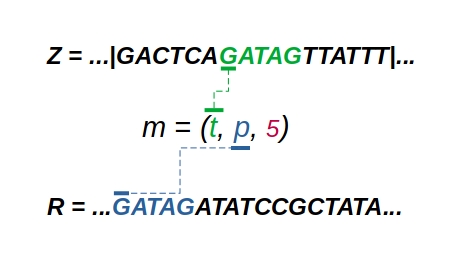 Z = ...|GACTCAGATAGTTATTT|...
m = (t, p, 5)
R = ...GATAGATATCCGCTATA...